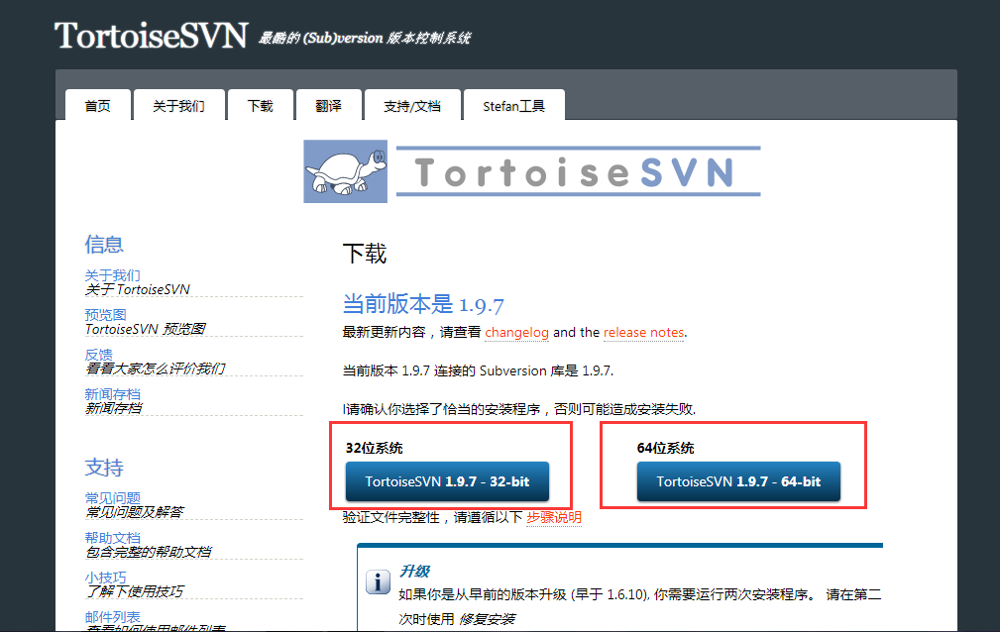 TortoiseSVN 最酷的 (Sub)version 版本控制系统
首页 关于我们 下载 翻译 支持/文档 Stefan工具
TortoiseSVN
信息
关于我们
关于 TortoiseSVN
预览图
TortoiseSVN 预览图
反馈
看看大家怎么评价我们
新闻存档
新闻存档
支持
常见问题
常见问题及解答
帮助文档
包含完整的帮助文档
小技巧
了解下使用技巧
邮件列表
查看如何使用邮件列表
下载
当前版本是 1.9.7
最新更新内容，请查看 changelog and the release notes.
当前版本 1.9.7 连接的 Subversion 库是 1.9.7.
I请确认你选择了恰当的安装程序，否则可能造成安装失败.
32位系统
TortoiseSVN 1.9.7 - 32-bit
64位系统
TortoiseSVN 1.9.7 - 64-bit
验证文件完整性，请遵循以下 步骤说明
升级
如果你是从早前的版本升级 (早于 1.6.10), 你需要运行两次安装程序。 请在第二
次时使用 修复安装